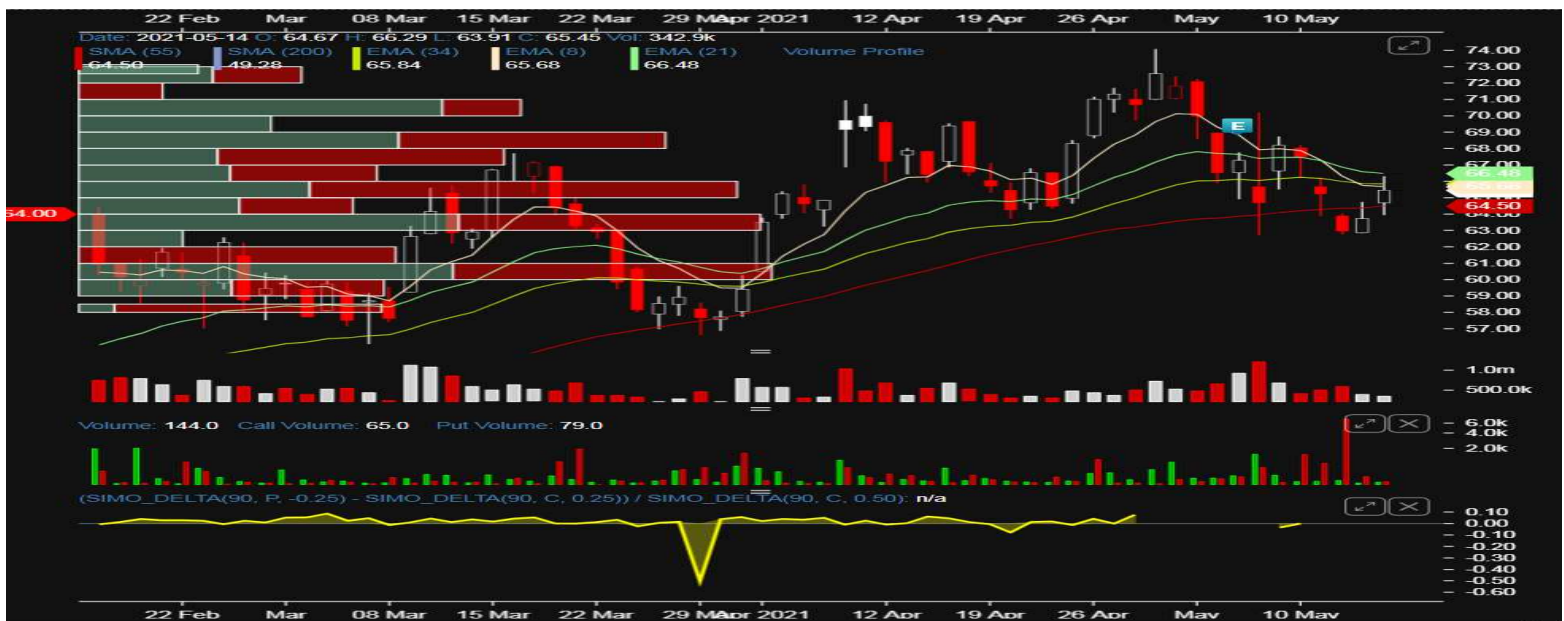 22 Feb Mar 08 Mar 15 Mar 22 Mar 29 Mar Apr 2021 12 Apr 19 Apr 26 Apr May 10 May
Date: 2021-05-14 O: 64.67 H: 66.29 L: 63.91 C: 65.45 Vol: 342.9k
SMA (55) SMA (200) EMA (34) EMA (8) EMA (21) Volume Profile
64.50 49.28 65.84 65.68 66.48
74.00
73.00
72.00
71.00
70.00
69.00
E
68.00
67.00
66.48
65.68
64.50
64.00
64.00
63.00
62.00
61.00
60.00
59.00
58.00
57.00
1.0m
500.0k
Volume: 144.0 Call Volume: 65.0 Put Volume: 79.0
6.0k
4.0k
2.0k
(SIMO_DELTA(90, P, -0.25) - SIMO_DELTA(90, C, 0.25)) / SIMO_DELTA(90, C, 0.50): n/a
0.10
0.00
-0.10
-0.20
-0.30
-0.40
-0.50
-0.60
22 Feb Mar 08 Mar 15 Mar 22 Mar 29 Mar Apr 2021 12 Apr 19 Apr 26 Apr May 10 May